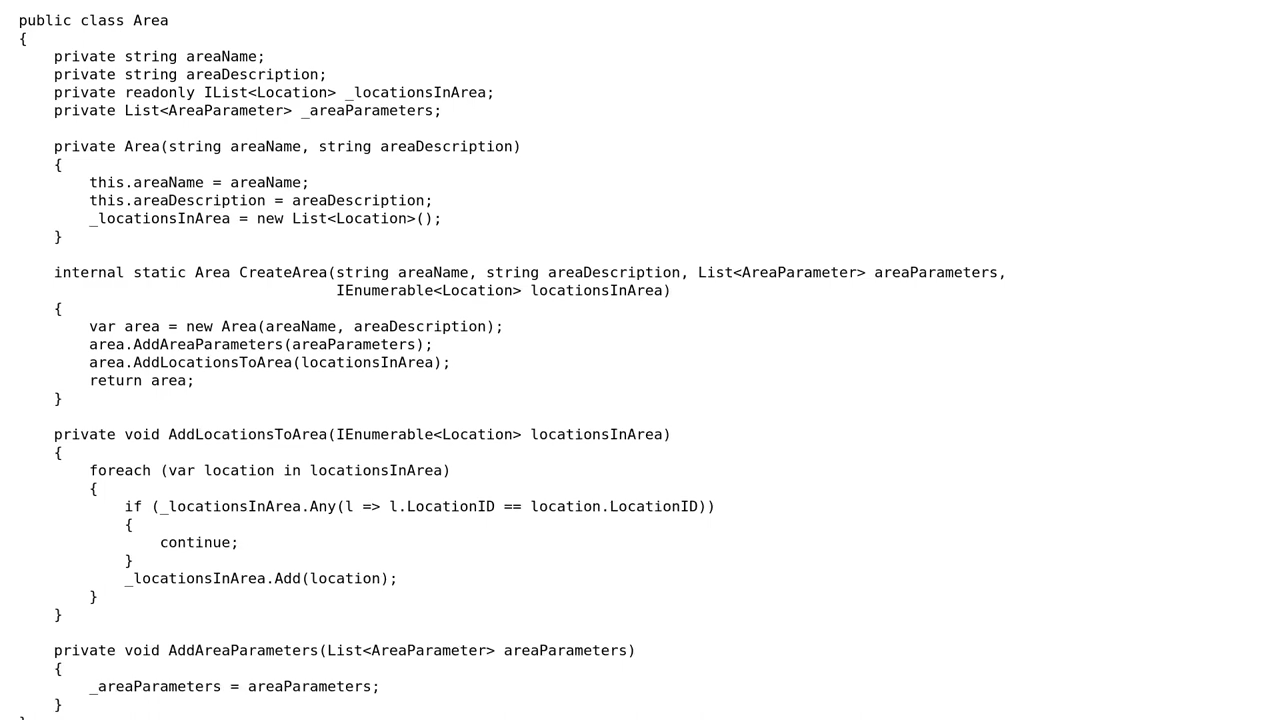 public class Area
{
    private string areaName;
    private string areaDescription;
    private readonly IList<Location> _locationsInArea;
    private List<AreaParameter> _areaParameters;

    private Area(string areaName, string areaDescription)
    {
        this.areaName = areaName;
        this.areaDescription = areaDescription;
        _locationsInArea = new List<Location>();
    }

    internal static Area CreateArea(string areaName, string areaDescription, List<AreaParameter> areaParameters,
                                    IEnumerable<Location> locationsInArea)
    {
        var area = new Area(areaName, areaDescription);
        area.AddAreaParameters(areaParameters);
        area.AddLocationsToArea(locationsInArea);
        return area;
    }

    private void AddLocationsToArea(IEnumerable<Location> locationsInArea)
    {
        foreach (var location in locationsInArea)
        {
            if (_locationsInArea.Any(l => l.LocationID == location.LocationID))
            {
                continue;
            }
            _locationsInArea.Add(location);
        }
    }

    private void AddAreaParameters(List<AreaParameter> areaParameters)
    {
        _areaParameters = areaParameters;
    }
}